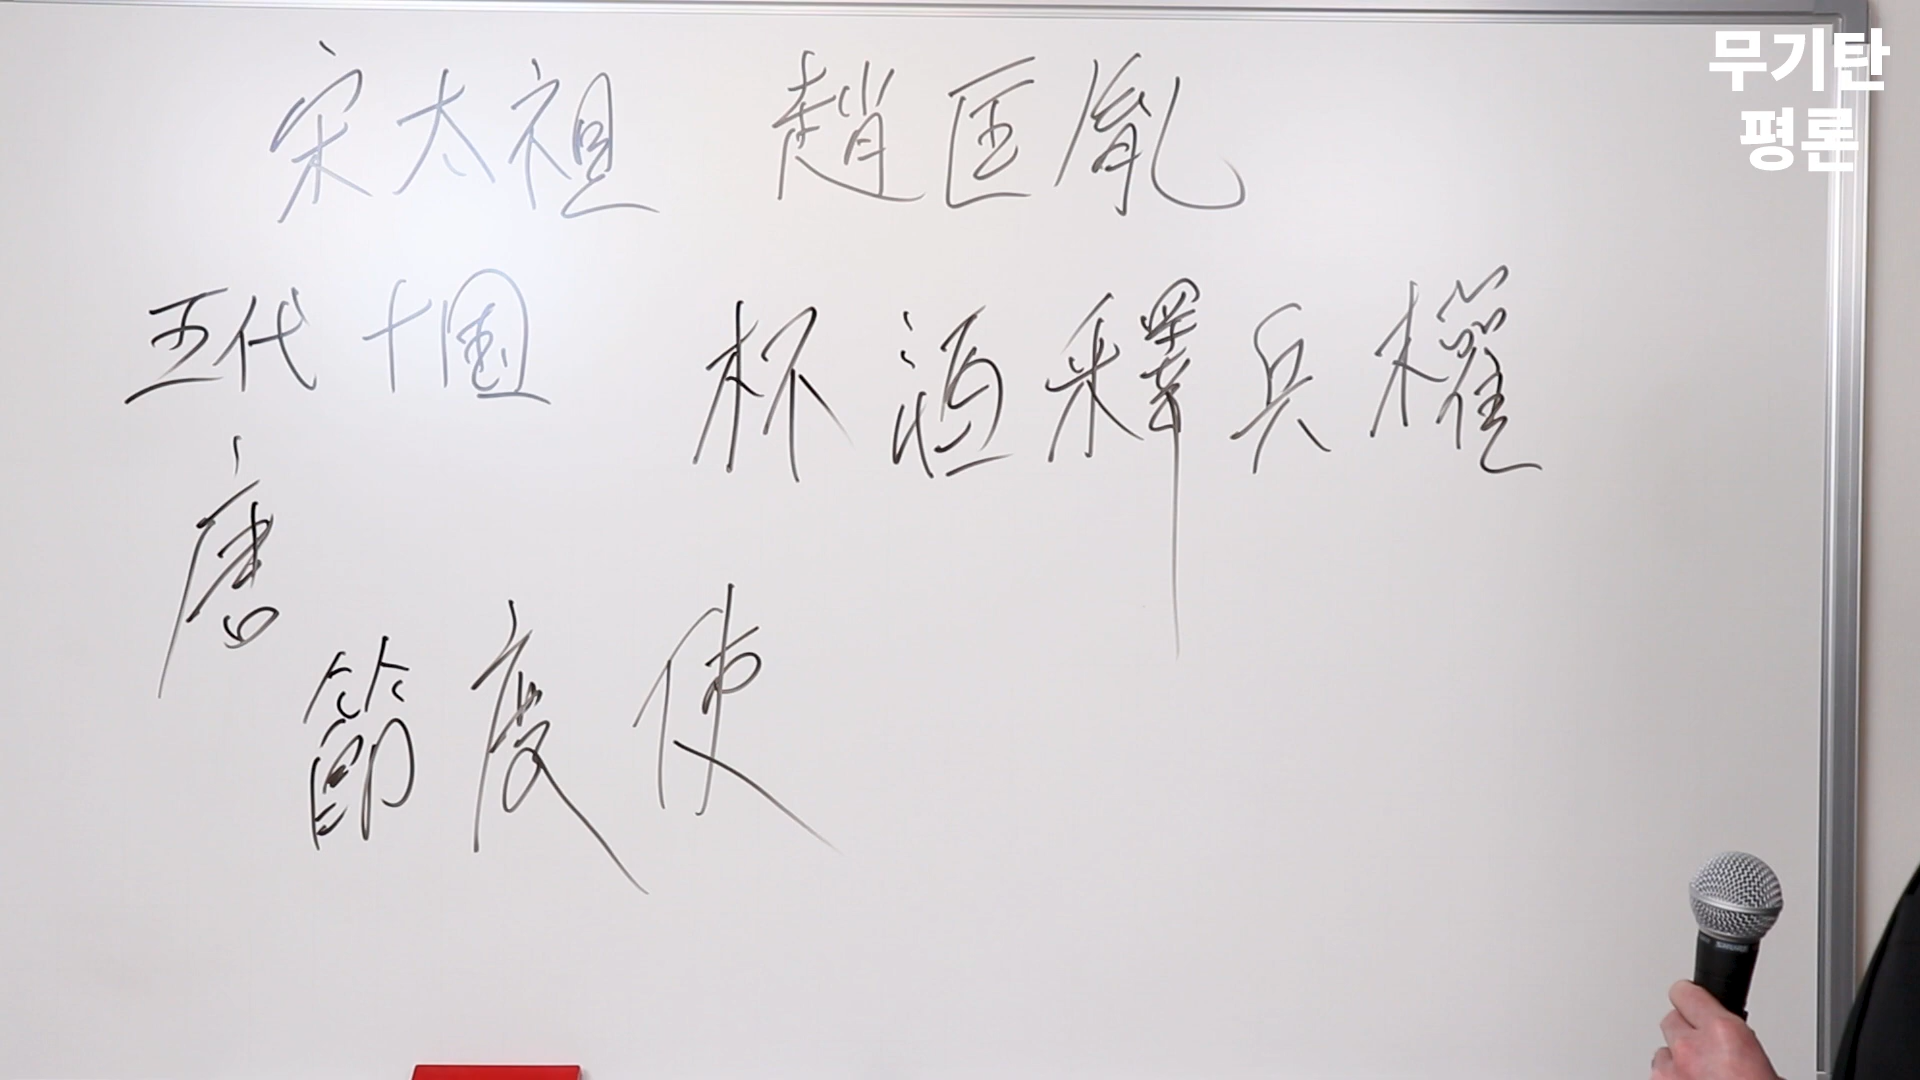 宋太祖 趙匡胤
무기탄
평론
五代十国
杯酒釋兵權
唐
節度使